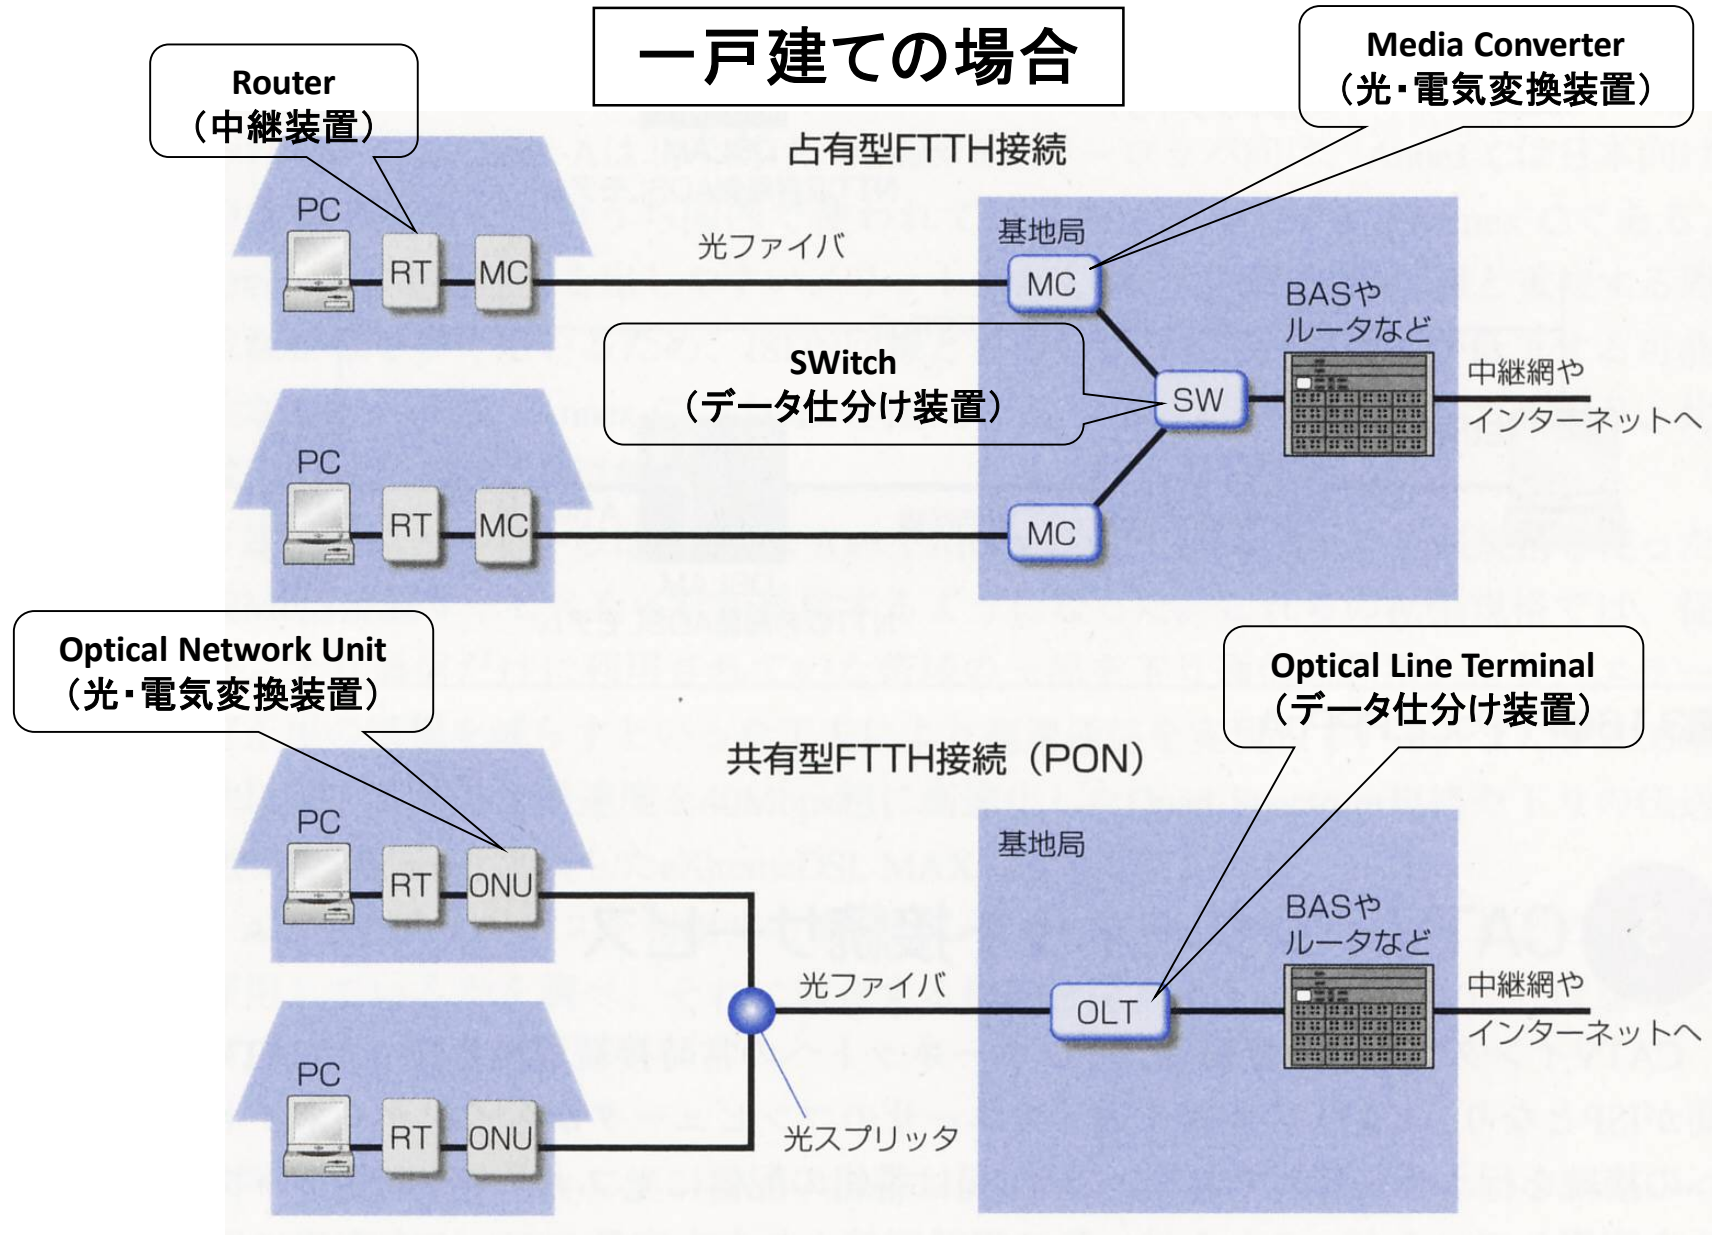 一戸建ての場合
Router
（中継装置）
Media Converter
（光・電気変換装置）
占有型FTTH接続
PC
RT
MC
光ファイバ
基地局
MC
BASや
ルータなど
SWitch
（データ仕分け装置）
SW
中継網や
インターネットへ
PC
RT
MC
MC
Optical Network Unit
（光・電気変換装置）
Optical Line Terminal
（データ仕分け装置）
共有型FTTH接続（PON）
PC
RT
ONU
基地局
BASや
ルータなど
光ファイバ
OLT
中継網や
インターネットへ
PC
RT
ONU
光スプリッタ